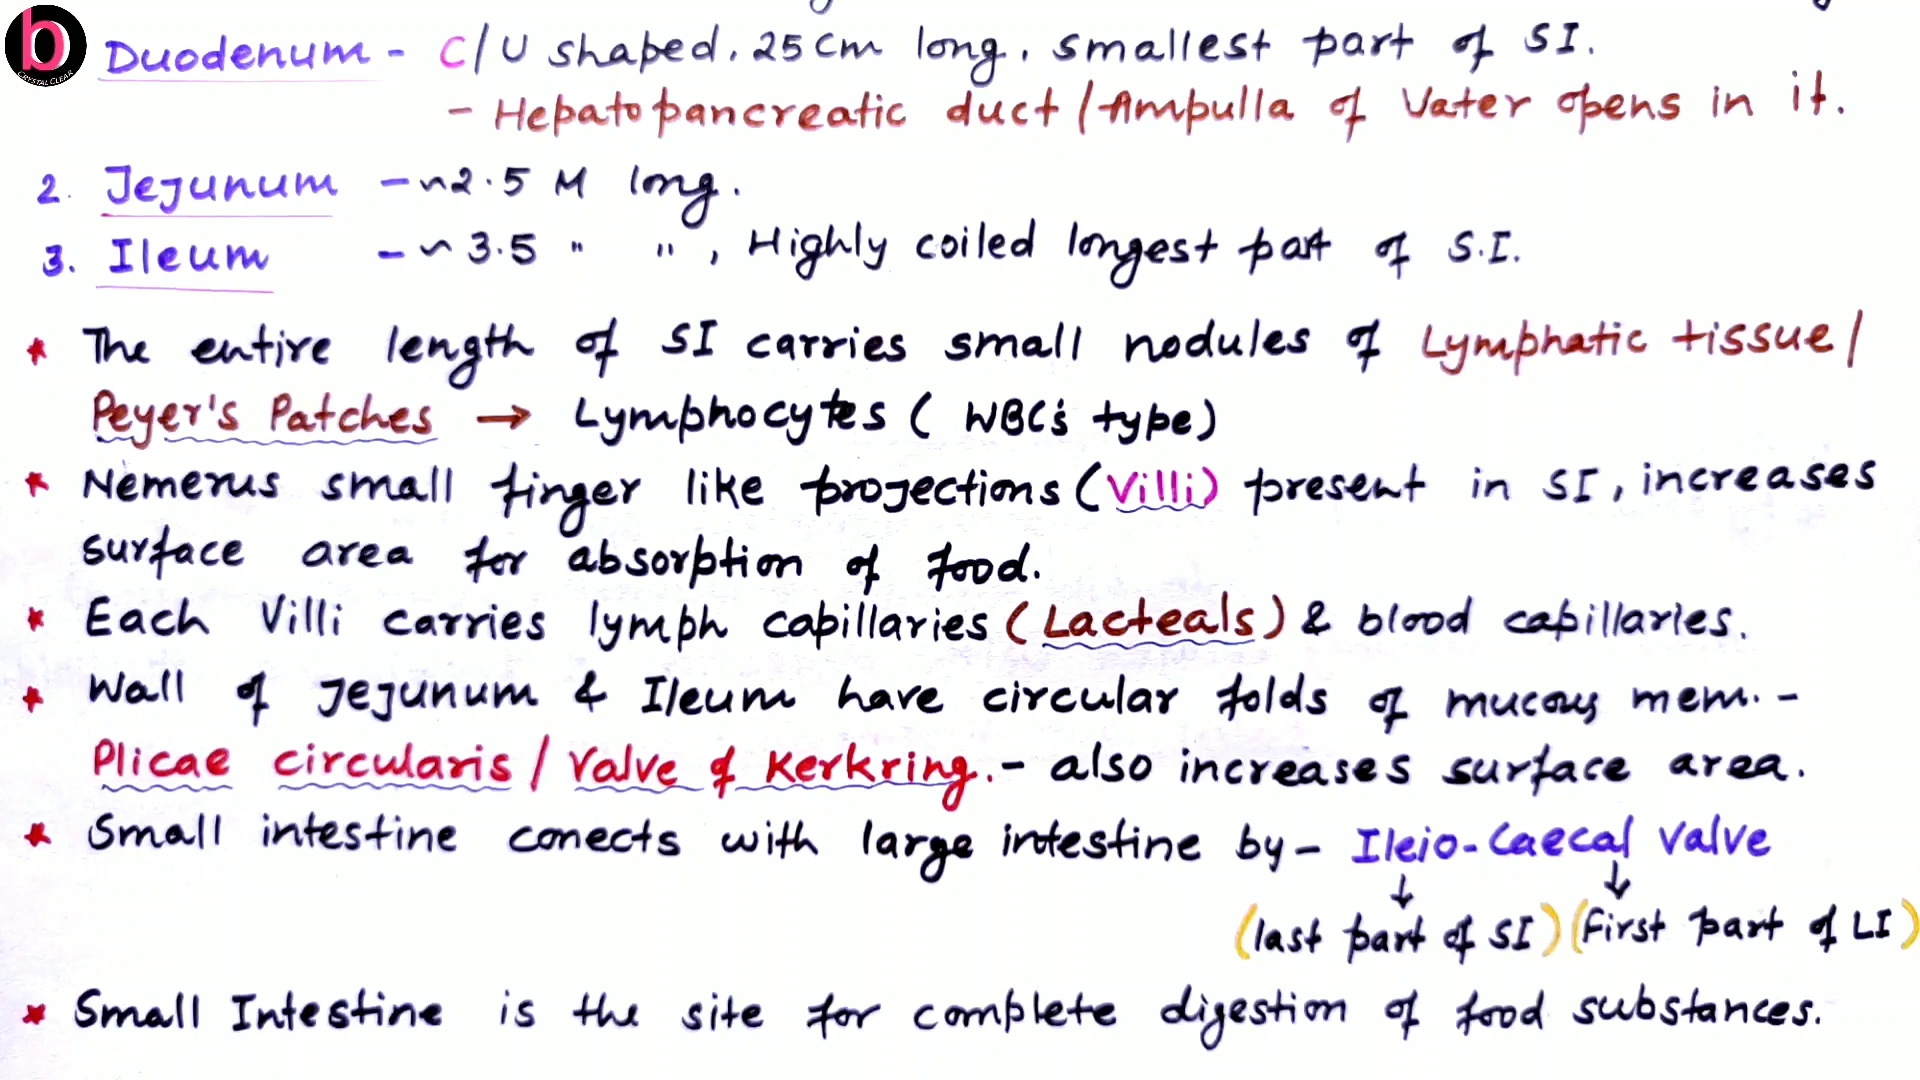 b
CRYSTAL CLEAR
Duodenum - C/U shaped, 25cm long, smallest part of SI.
- Hepatopancreatic duct/Ampulla of Vater opens in it.
2. Jejunum - ~2.5 M long.
3. Ileum - ~ 3.5 " ", Highly coiled longest part of S.I.
* The entire length of SI carries small nodules of Lymphatic tissue/
Peyer's Patches → Lymphocytes ( WBC's type)
* Nemerus small finger like projections (Villi) present in SI, increases
surface area for absorption of food.
* Each Villi carries lymph capillaries (Lacteals) & blood capillaries.
* Wall of Jejunum & Ileum have circular folds of mucous mem. -
Plicae circularis / Valve of Kerkring. - also increases surface area.
* Small intestine conects with large intestine by - Ileio-Caecal Valve
↓ ↓
(last part of SI) (First part of LI)
* Small Intestine is the site for complete digestion of food substances.